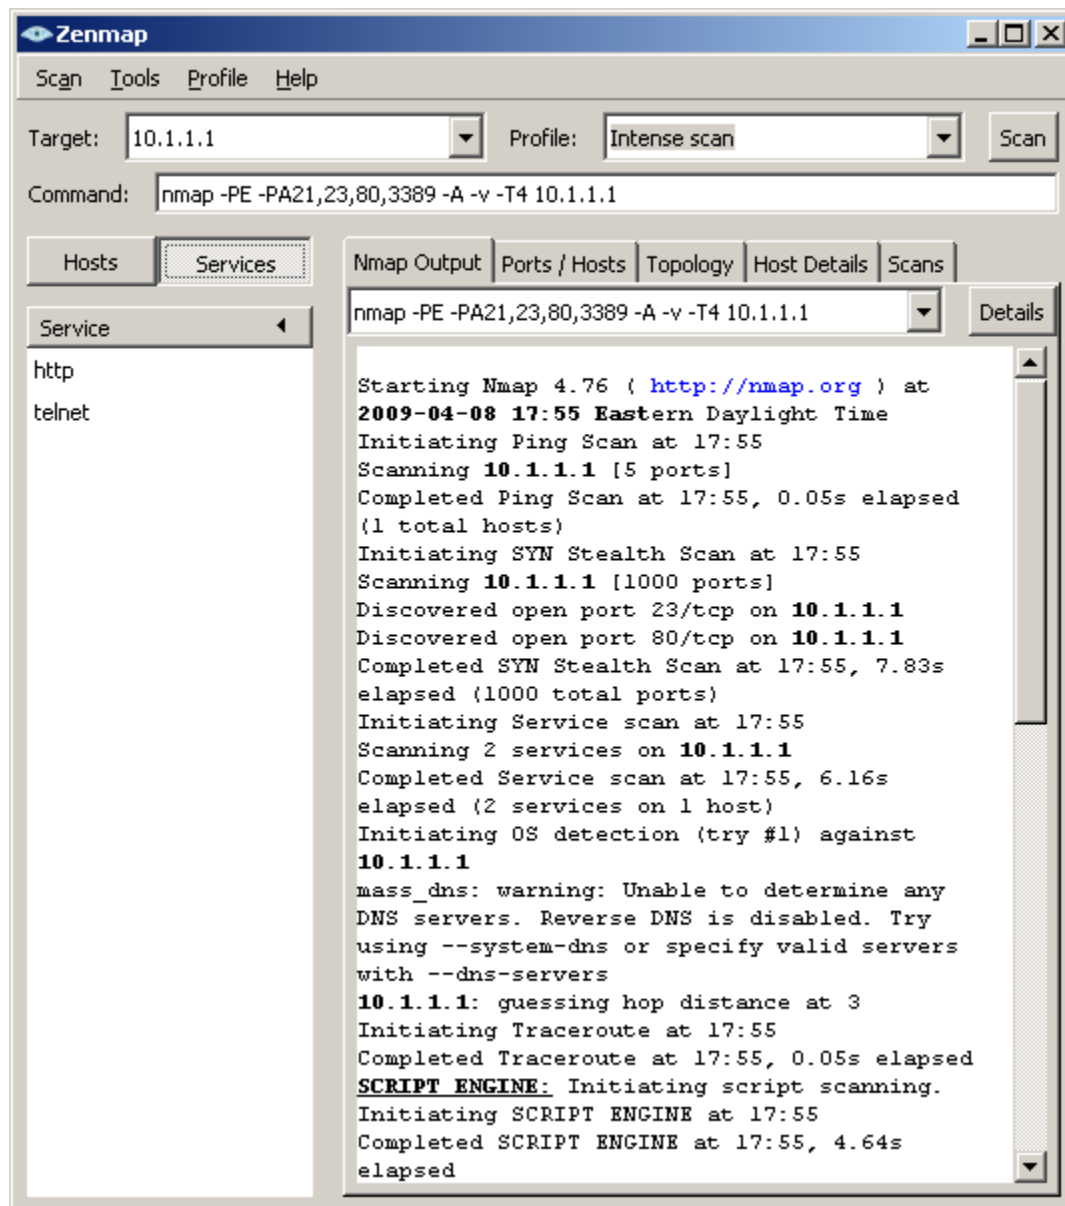 Zenmap
Scan Tools Profile Help
Target: 10.1.1.1 Profile: Intense scan Scan
Command: nmap -PE -PA21,23,80,3389 -A -v -T4 10.1.1.1
Hosts Services
Nmap Output Ports / Hosts Topology Host Details Scans
nmap -PE -PA21,23,80,3389 -A -v -T4 10.1.1.1 Details
Service
http
telnet
Starting Nmap 4.76 ( http://nmap.org ) at
2009-04-08 17:55 Eastern Daylight Time
Initiating Ping Scan at 17:55
Scanning 10.1.1.1 [5 ports]
Completed Ping Scan at 17:55, 0.05s elapsed
(1 total hosts)
Initiating SYN Stealth Scan at 17:55
Scanning 10.1.1.1 [1000 ports]
Discovered open port 23/tcp on 10.1.1.1
Discovered open port 80/tcp on 10.1.1.1
Completed SYN Stealth Scan at 17:55, 7.83s
elapsed (1000 total ports)
Initiating Service scan at 17:55
Scanning 2 services on 10.1.1.1
Completed Service scan at 17:55, 6.16s
elapsed (2 services on 1 host)
Initiating OS detection (try #1) against
10.1.1.1
mass_dns: warning: Unable to determine any
DNS servers. Reverse DNS is disabled. Try
using --system-dns or specify valid servers
with --dns-servers
10.1.1.1: guessing hop distance at 3
Initiating Traceroute at 17:55
Completed Traceroute at 17:55, 0.05s elapsed
SCRIPT ENGINE: Initiating script scanning.
Initiating SCRIPT ENGINE at 17:55
Completed SCRIPT ENGINE at 17:55, 4.64s
elapsed